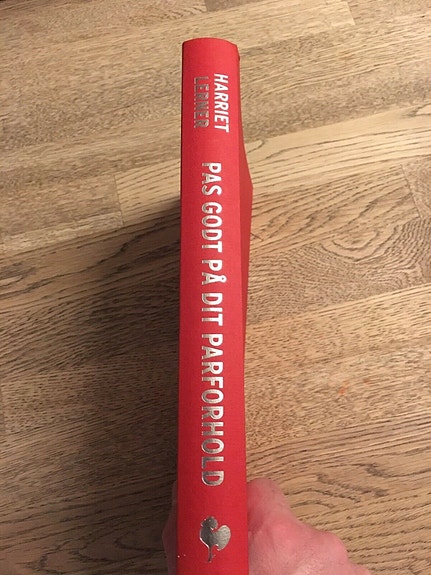 HARRIET
LERNER
PAS GODT PÅ DIT PARFORHOLD